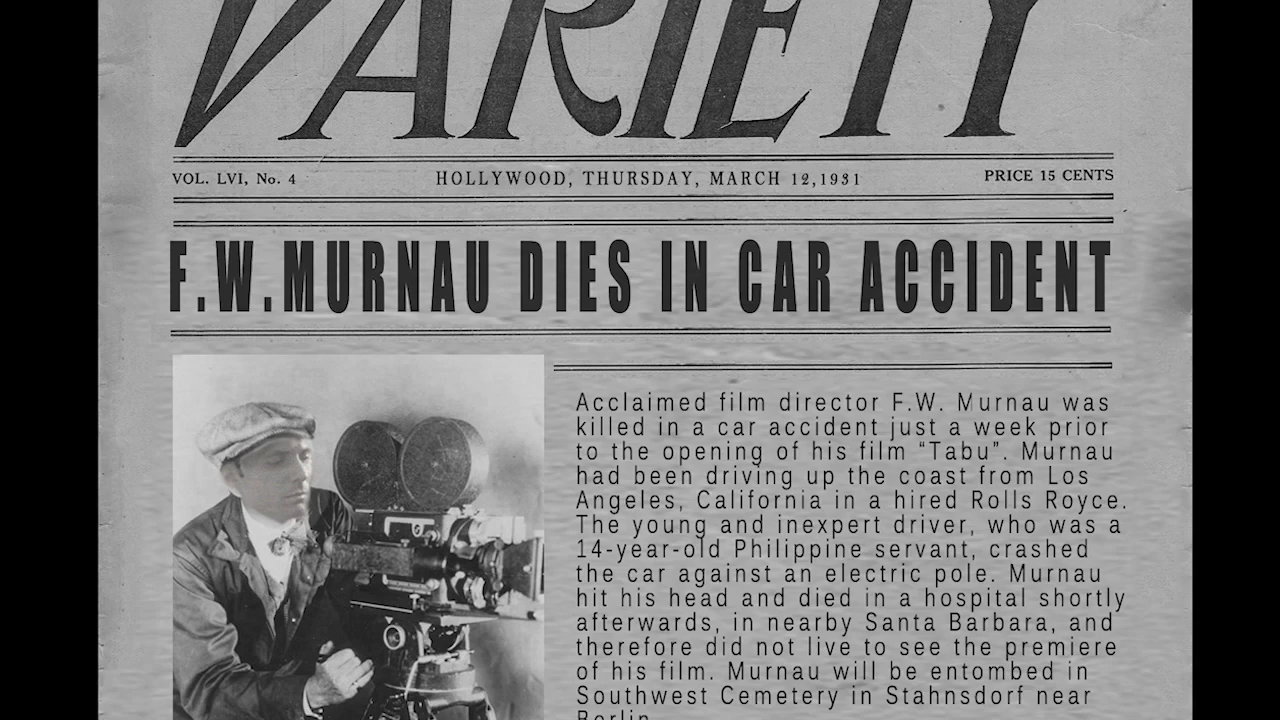 VARIETY
VOL. LVI, No. 4
HOLLYWOOD, THURSDAY, MARCH 12,1931
PRICE 15 CENTS
F.W.MURNAU DIES IN CAR ACCIDENT
Acclaimed film director F.W. Murnau was
killed in a car accident just a week prior
to the opening of his film “Tabu”. Murnau
had been driving up the coast from Los
Angeles, California in a hired Rolls Royce.
The young and inexpert driver, who was a
14-year-old Philippine servant, crashed
the car against an electric pole. Murnau
hit his head and died in a hospital shortly
afterwards, in nearby Santa Barbara, and
therefore did not live to see the premiere
of his film. Murnau will be entombed in
Southwest Cemetery in Stahnsdorf near
Berlin